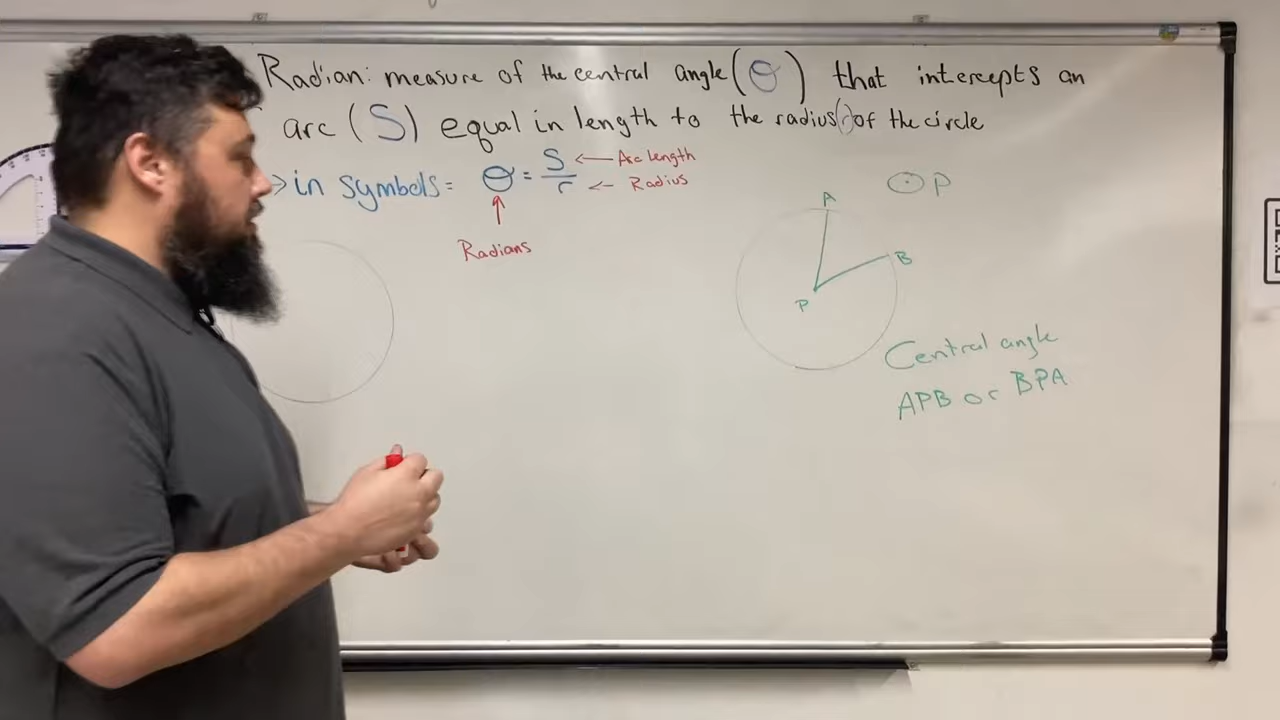 Radian: measure of the central angle (θ) that intercepts an
arc (S) equal in length to the radius (r) of the circle
> in symbols = θ = S/r
← Arc length
← Radius
Radians
A
B
P
⊙ P
Central angle
APB or BPA